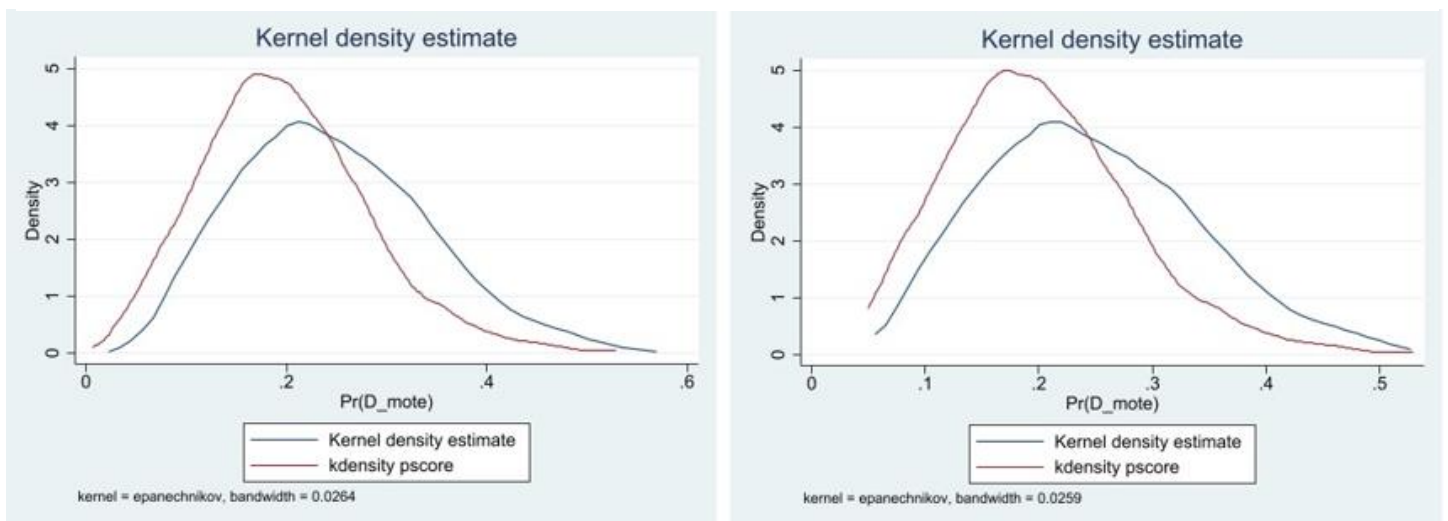 Kernel density estimate
5
4
3
2
1
0
Density
0 .2 .4 .6
Pr(D_mote)
Kernel density estimate
kdensity pscore
kernel = epanechnikov, bandwidth = 0.0264
Kernel density estimate
5
4
3
2
1
0
Density
0 .1 .2 .3 .4 .5
Pr(D_mote)
Kernel density estimate
kdensity pscore
kernel = epanechnikov, bandwidth = 0.0259